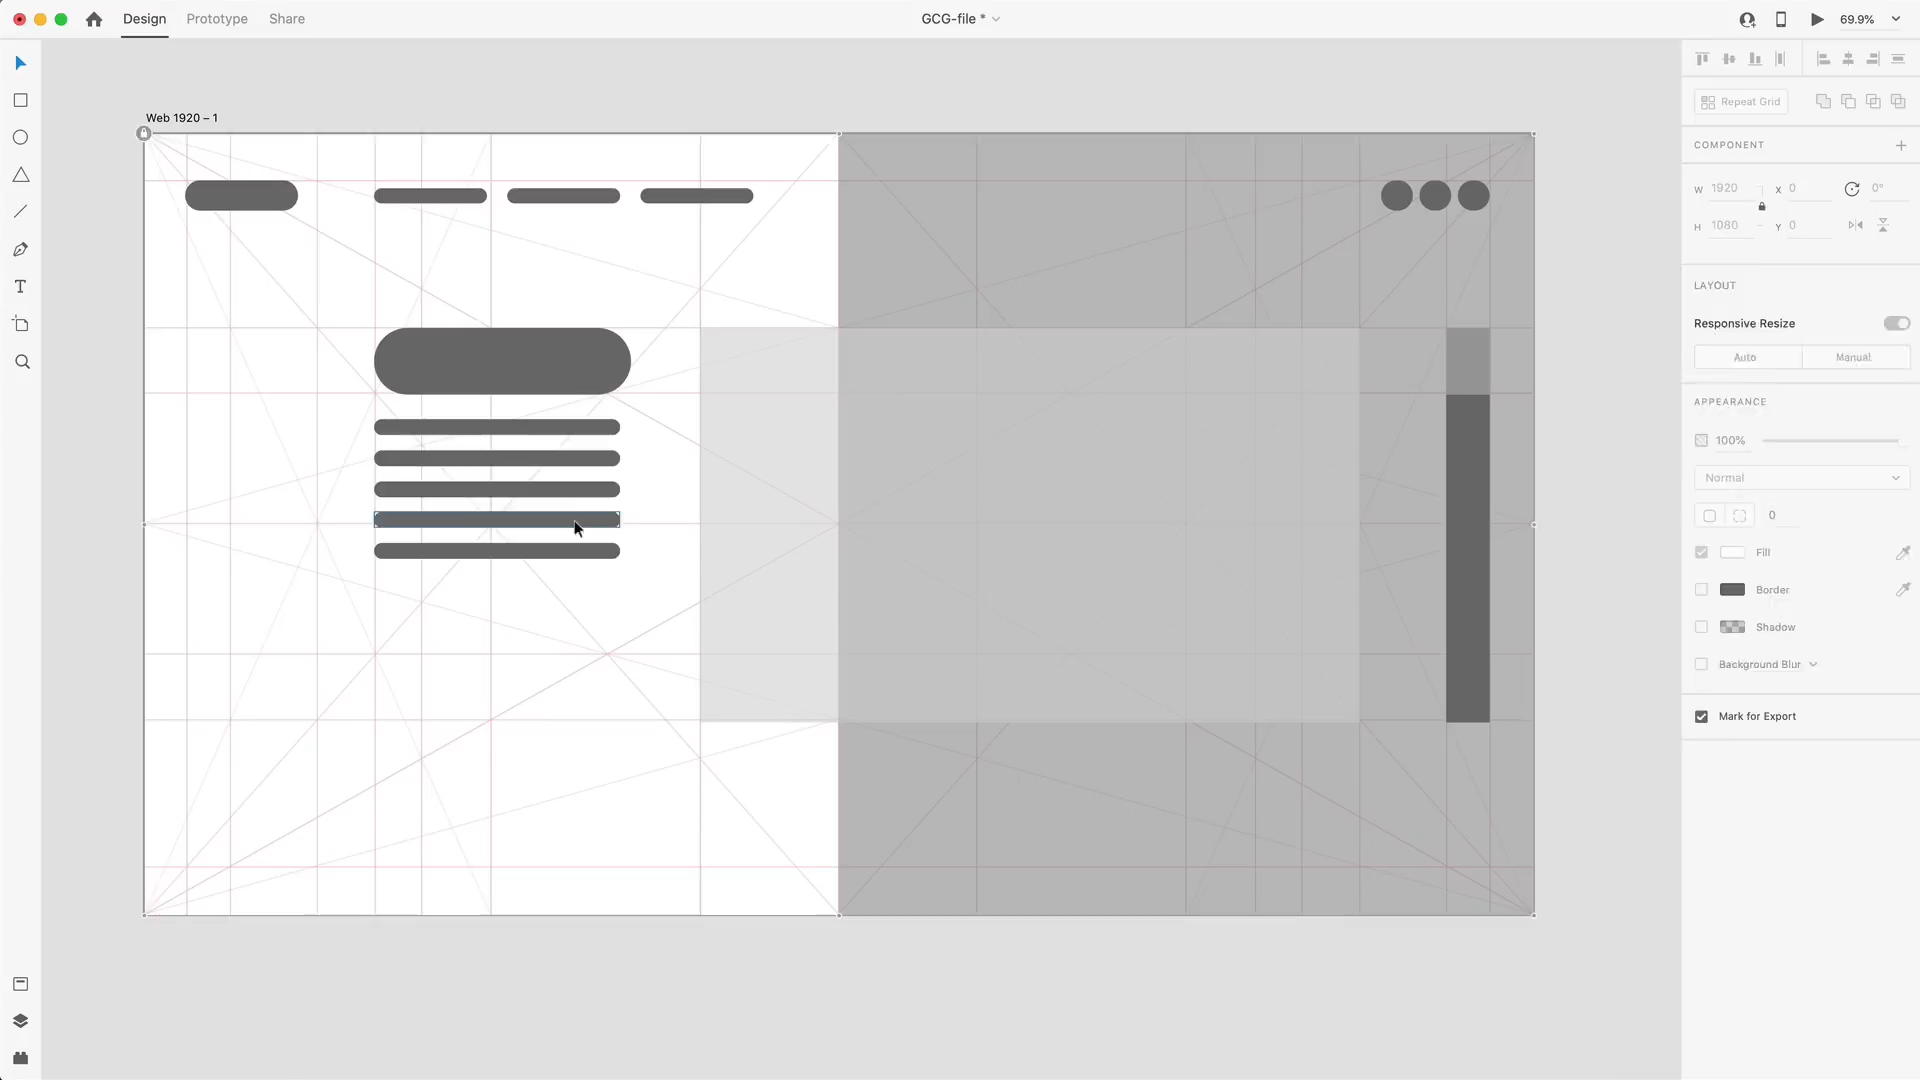 Design Prototype Share GCG-file * 69.9%
Web 1920 – 1
Repeat Grid
COMPONENT
W 1920 X 0 0°
H 1080 Y 0
LAYOUT
Responsive Resize
Auto Manual
APPEARANCE
100%
Normal
0
Fill
Border
Shadow
Background Blur
Mark for Export
T